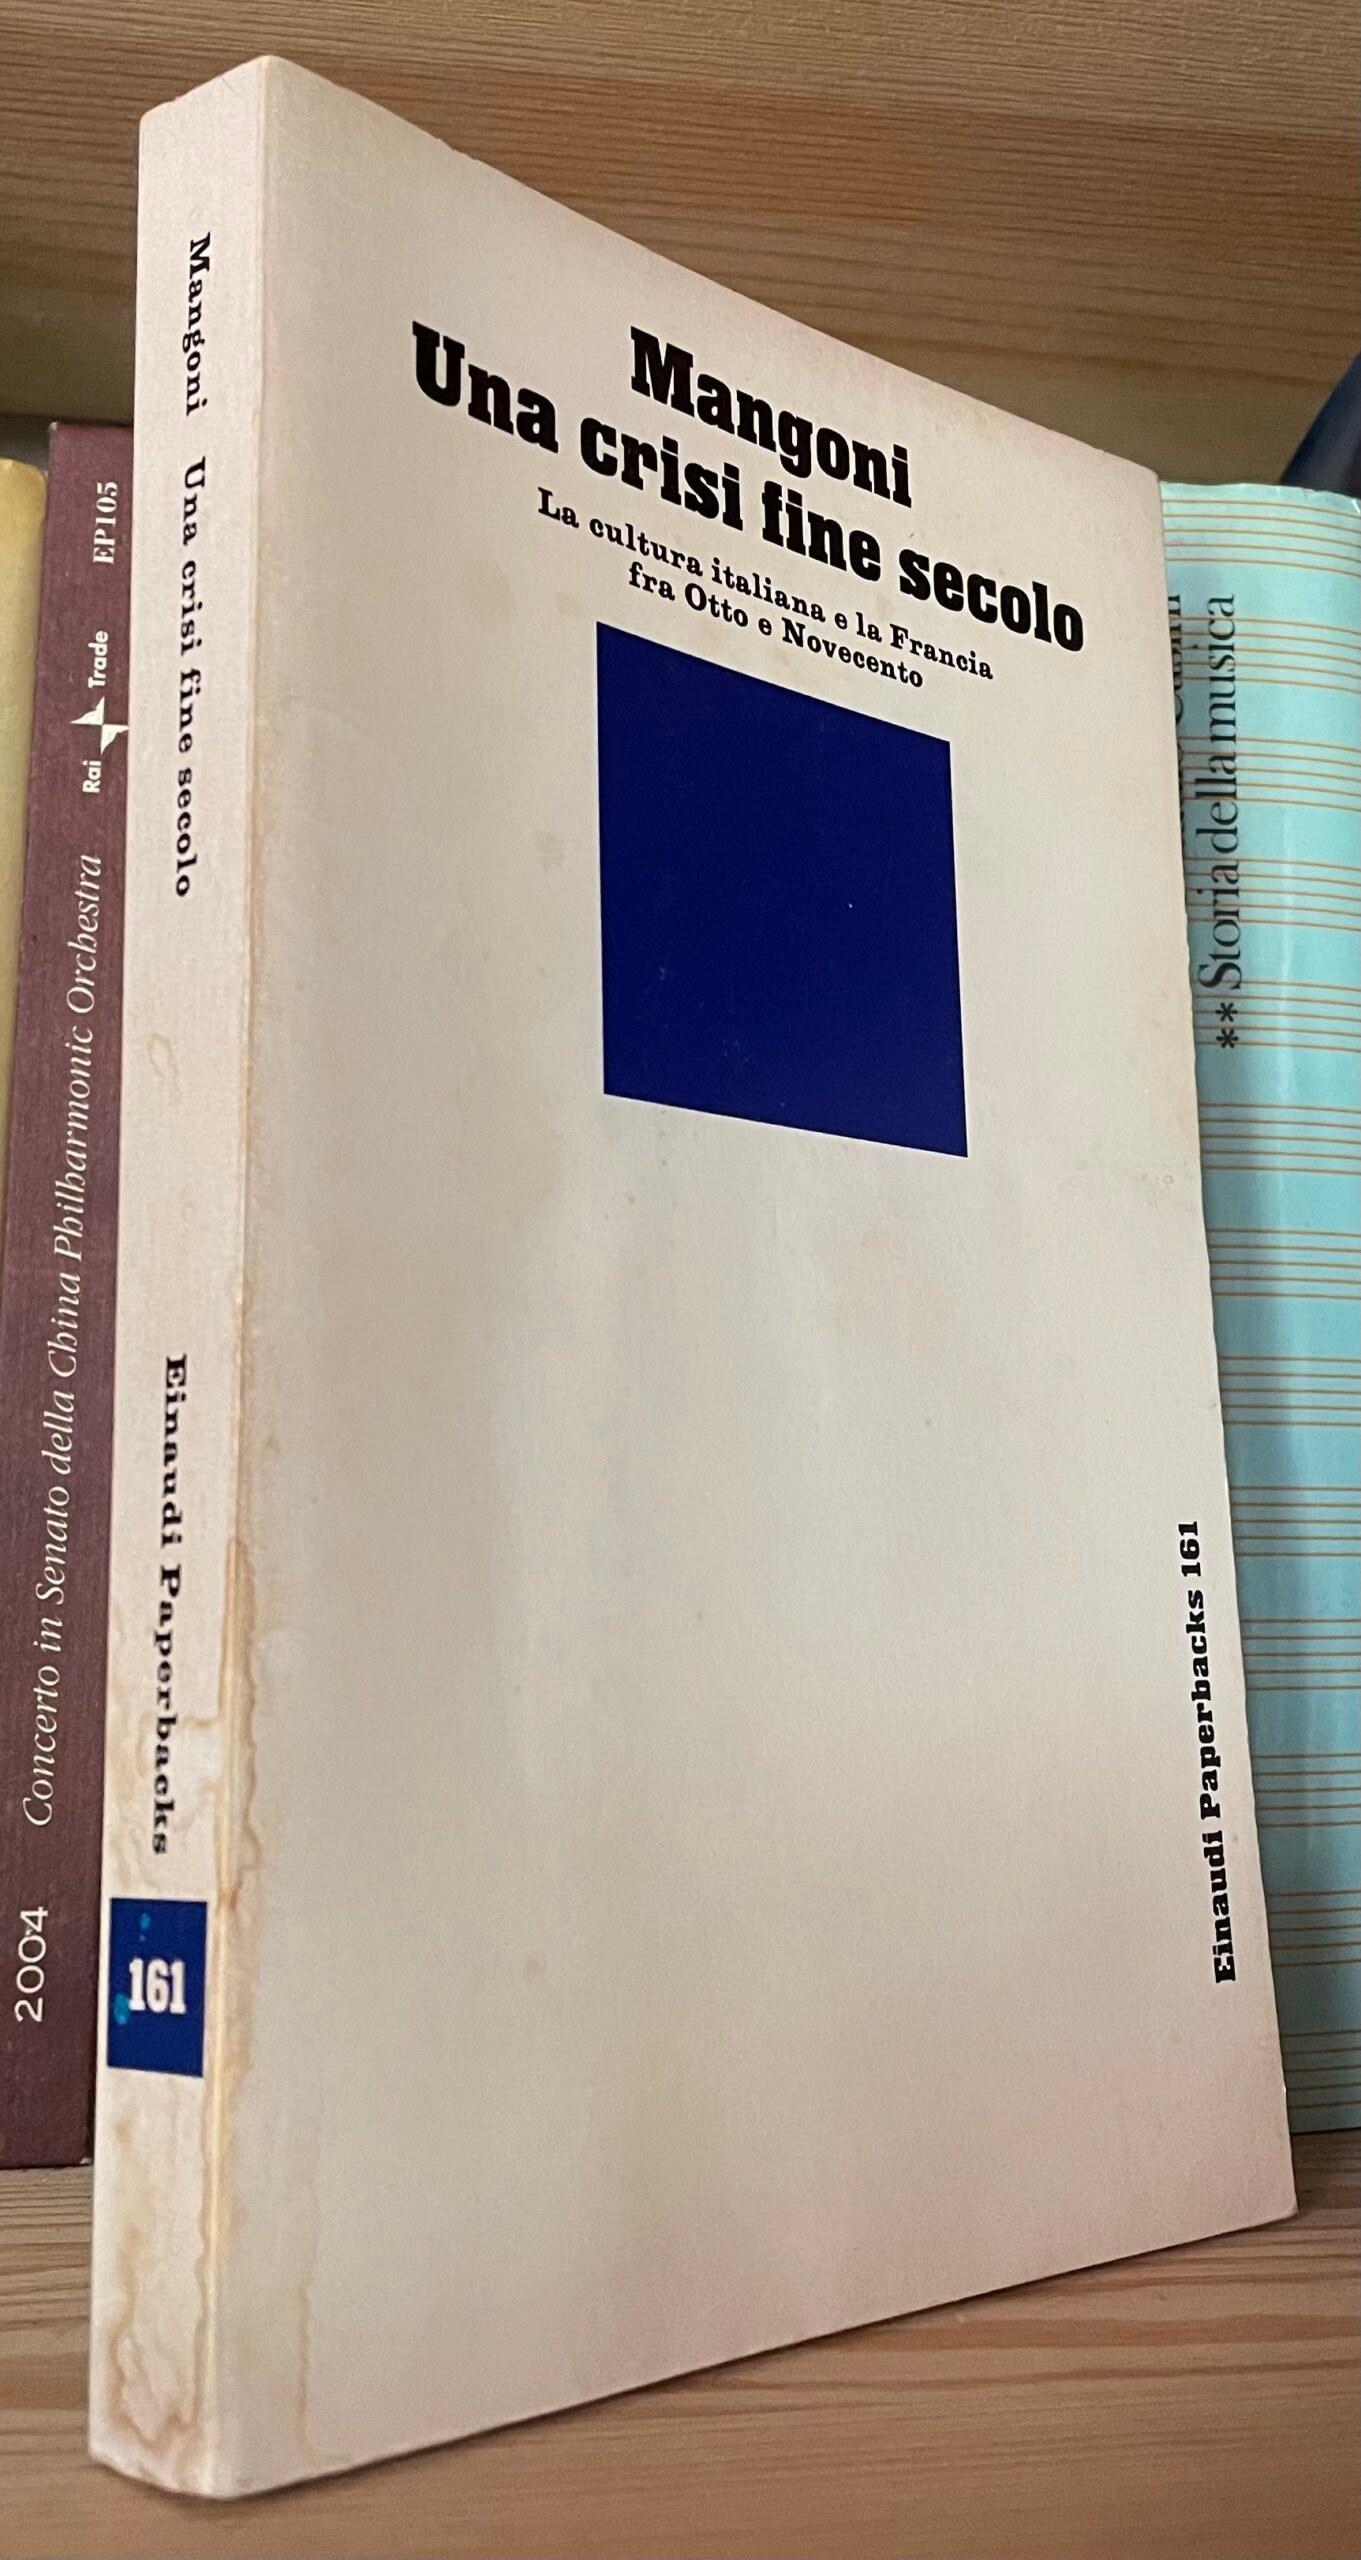 Mangoni
Una crisi fine secolo
La cultura italiana e la Francia
fra Otto e Novecento
Einaudi Paperbacks 161
Mangoni Una crisi fine secolo
Einaudi Paperbacks
161
2004 Concerto in Senato della China Philharmonic Orchestra Rai Trade EP105
** Storia della musica